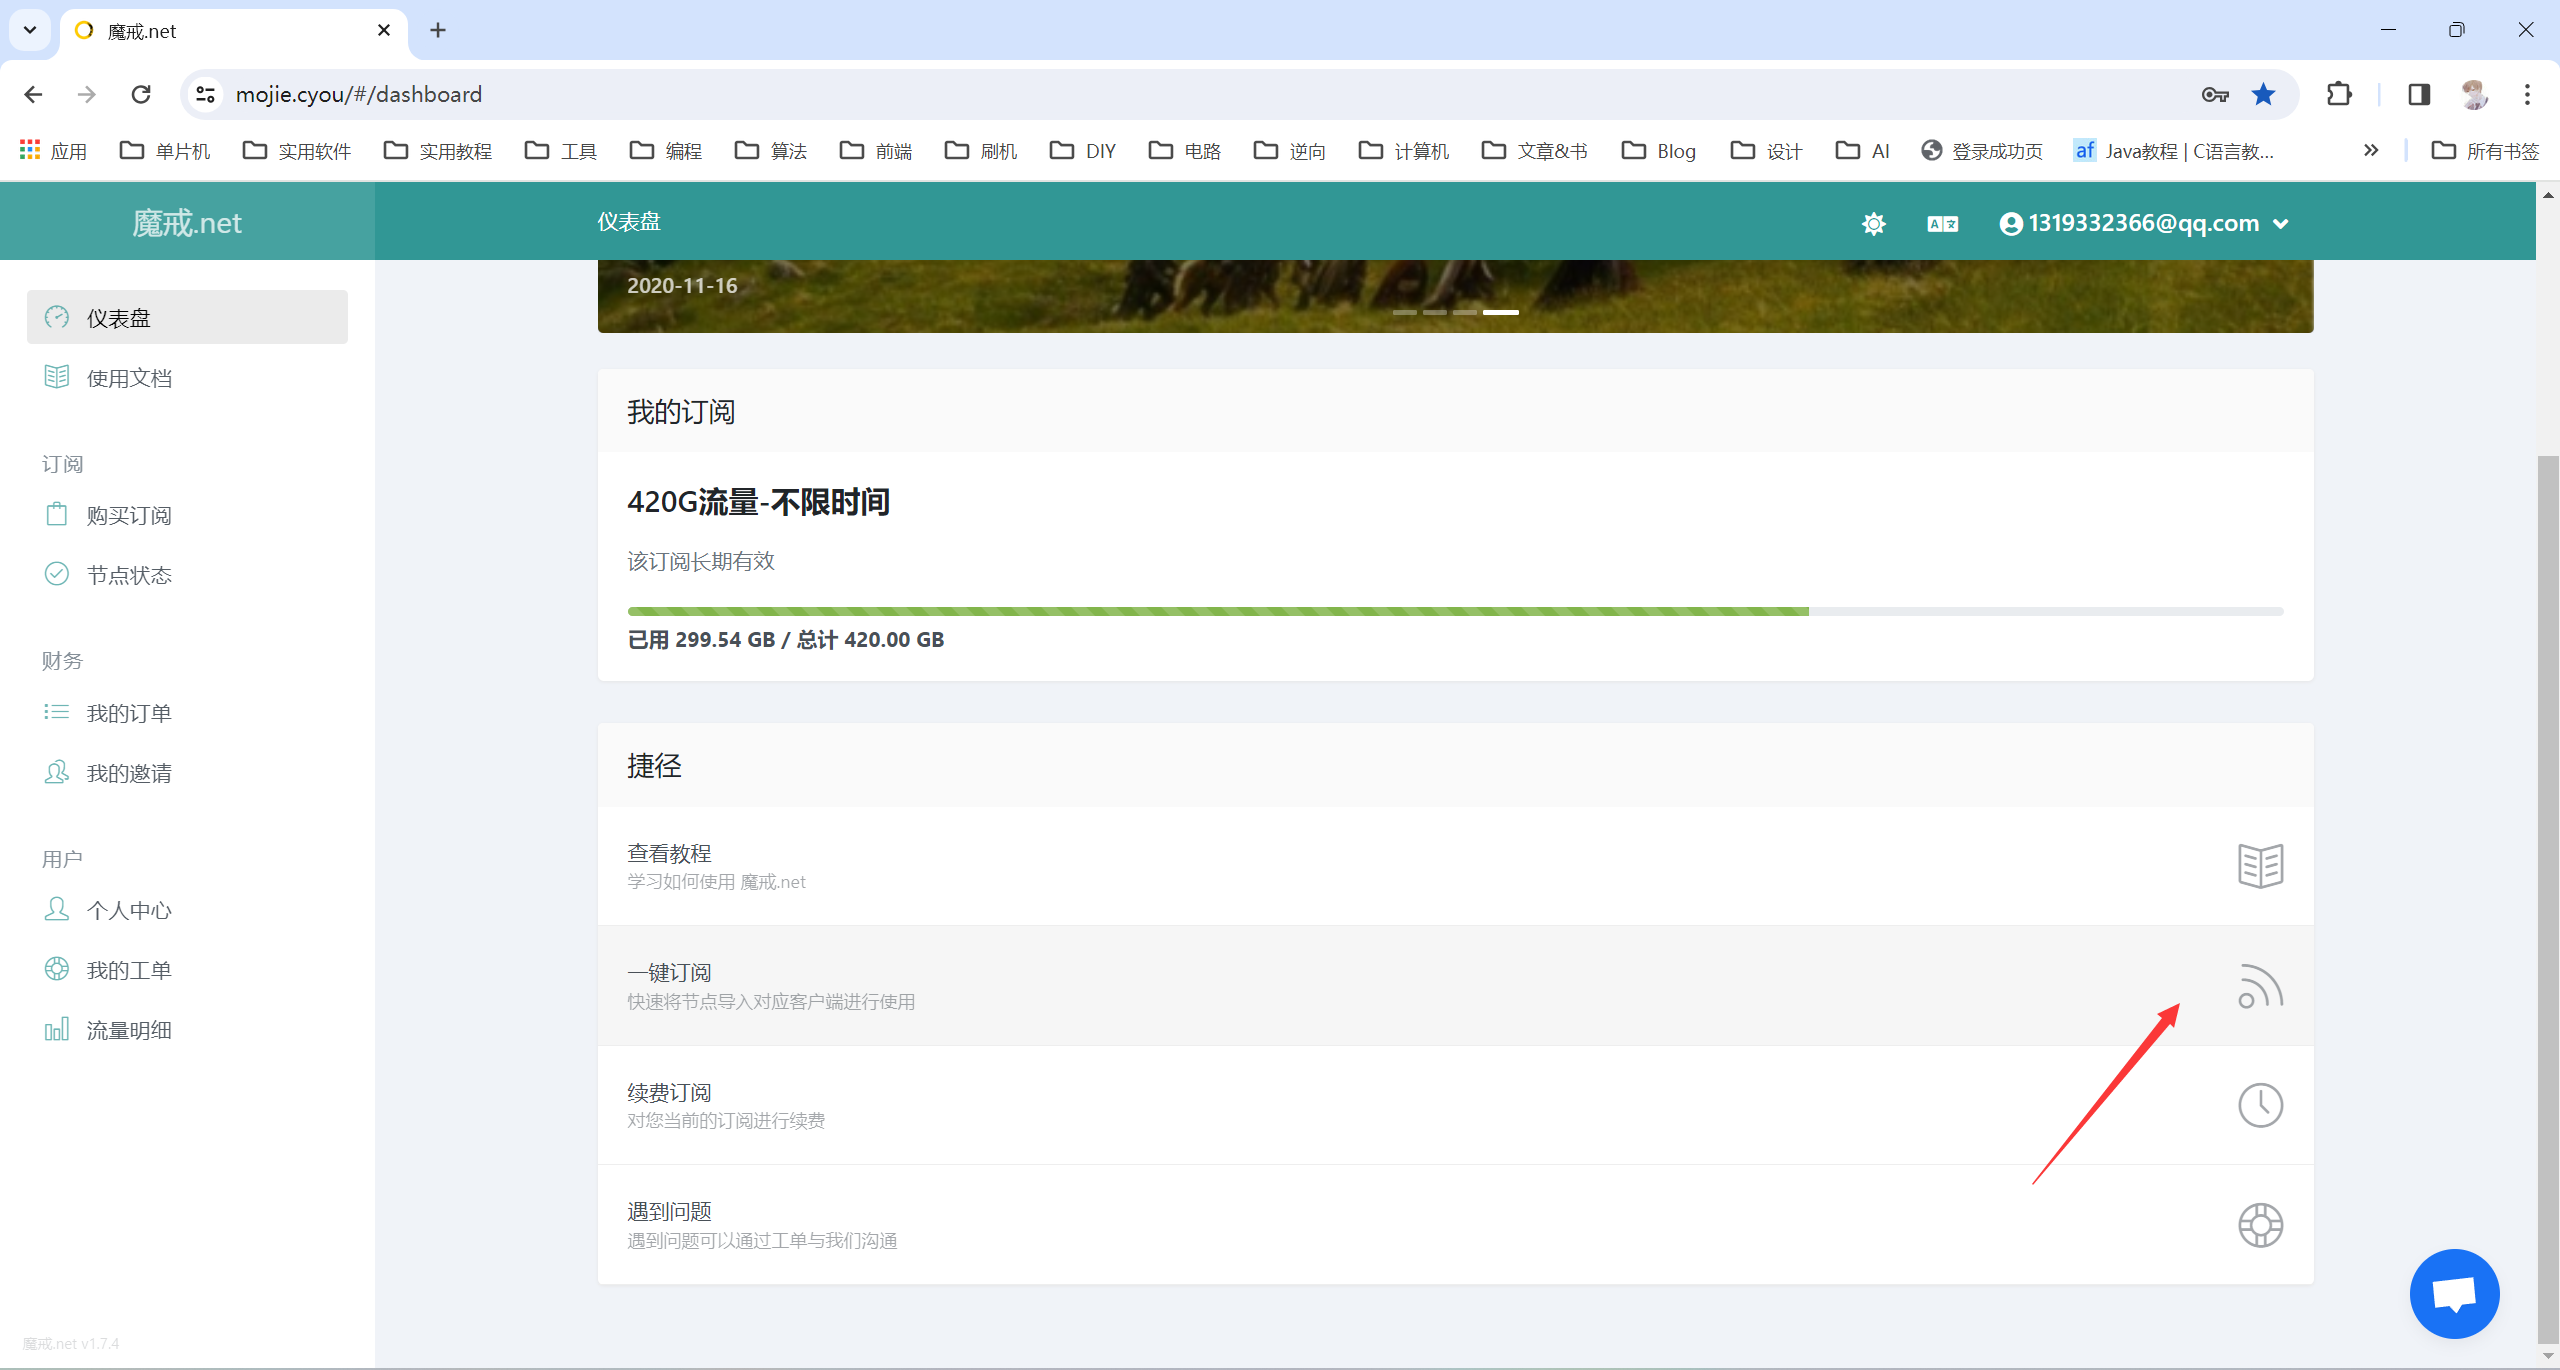 魔戒.net
mojie.cyou/#/dashboard
应用 单片机 实用软件 实用教程 工具 编程 算法 前端 刷机 DIY 电路 逆向 计算机 文章&书 Blog 设计 AI 登录成功页 af Java教程 | C语言教... 所有书签
魔戒.net
仪表盘
1319332366@qq.com
仪表盘
使用文档
订阅
购买订阅
节点状态
财务
我的订单
我的邀请
用户
个人中心
我的工单
流量明细
魔戒.net v1.7.4
2020-11-16
我的订阅
420G流量-不限时间
该订阅长期有效
已用 299.54 GB / 总计 420.00 GB
捷径
查看教程
学习如何使用 魔戒.net
一键订阅
快速将节点导入对应客户端进行使用
续费订阅
对您当前的订阅进行续费
遇到问题
遇到问题可以通过工单与我们沟通